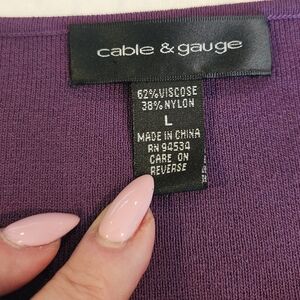 cable & gauge
62% VISCOSE
38% NYLON
L
MADE IN CHINA
RN 94534
CARE ON
REVERSE